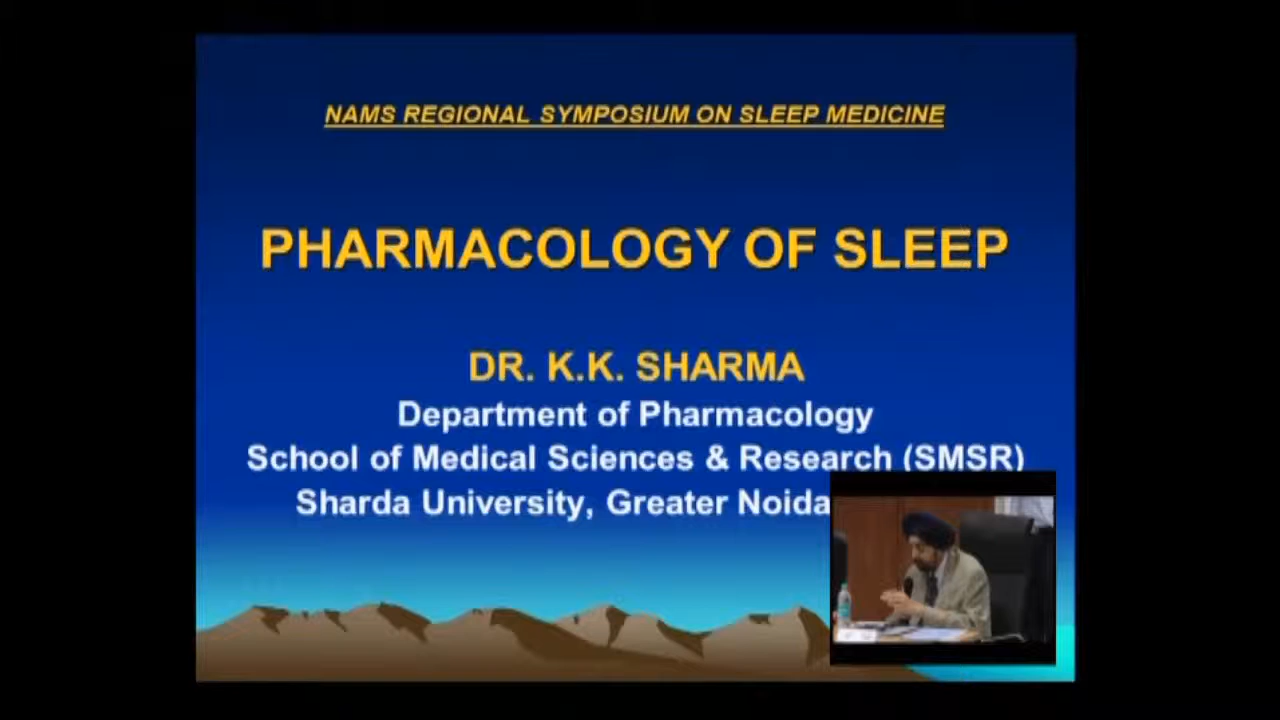 NAMS REGIONAL SYMPOSIUM ON SLEEP MEDICINE
PHARMACOLOGY OF SLEEP
DR. K.K. SHARMA
Department of Pharmacology
School of Medical Sciences & Research (SMSR)
Sharda University, Greater Noida